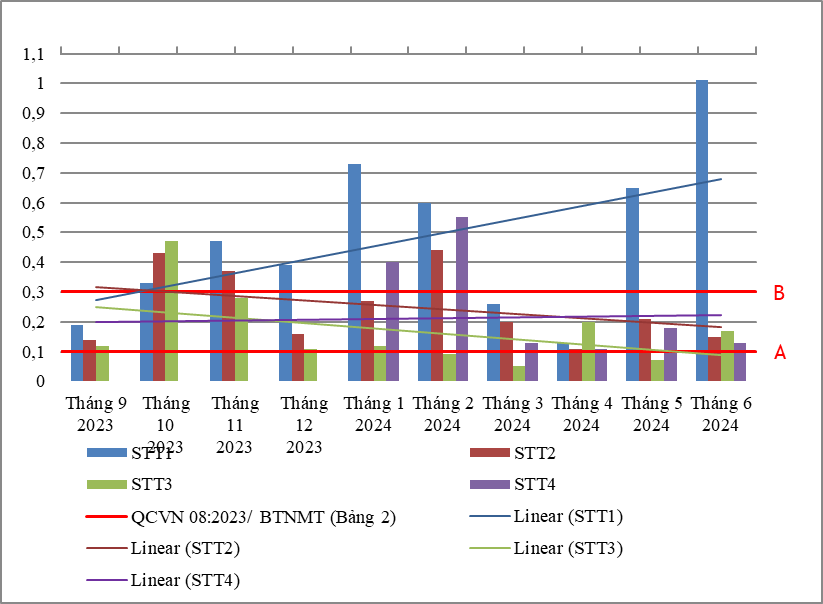 1,1
1
0,9
0,8
0,7
0,6
0,5
0,4
0,3
0,2
0,1
0
B
A
Tháng 9 2023
Tháng 10 2023
Tháng 11 2023
Tháng 12 2023
Tháng 1 2024
Tháng 2 2024
Tháng 3 2024
Tháng 4 2024
Tháng 5 2024
Tháng 6 2024
STT1
STT2
STT3
STT4
QCVN 08:2023/ BTNMT (Bảng 2)
Linear (STT1)
Linear (STT2)
Linear (STT3)
Linear (STT4)